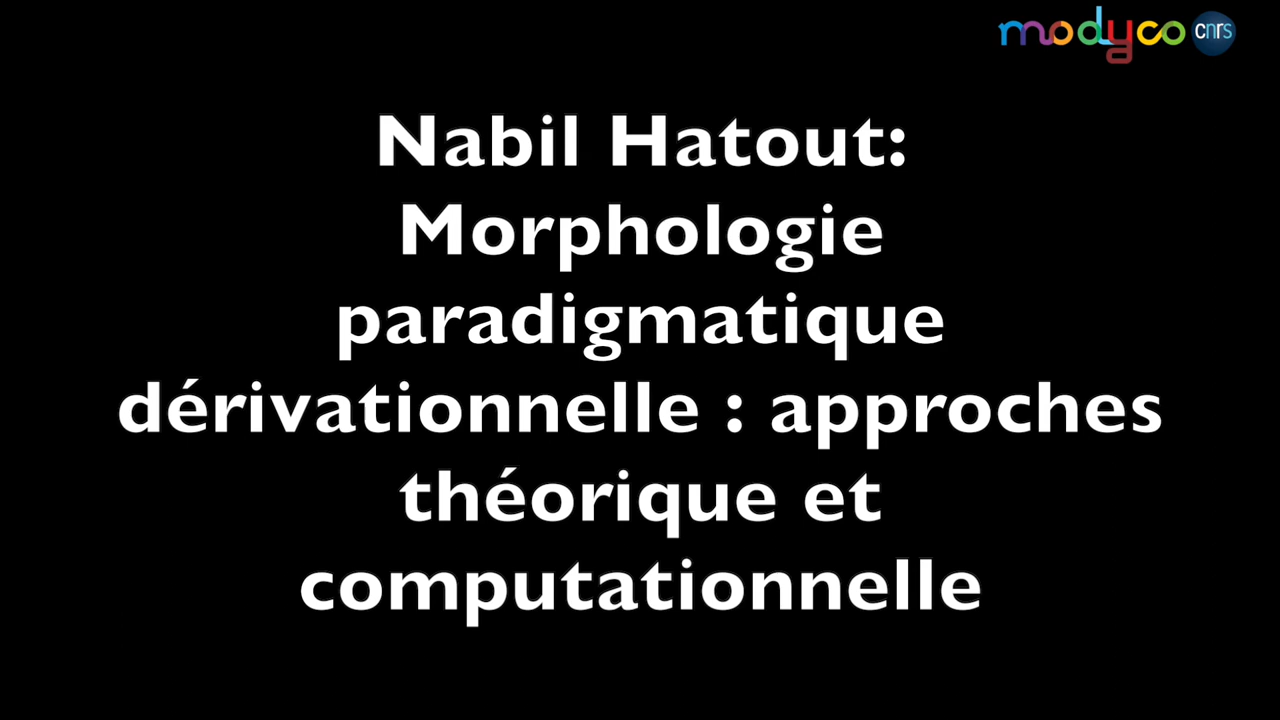 modyco cnrs
Nabil Hatout:
Morphologie
paradigmatique
dérivationnelle : approches
théorique et
computationnelle